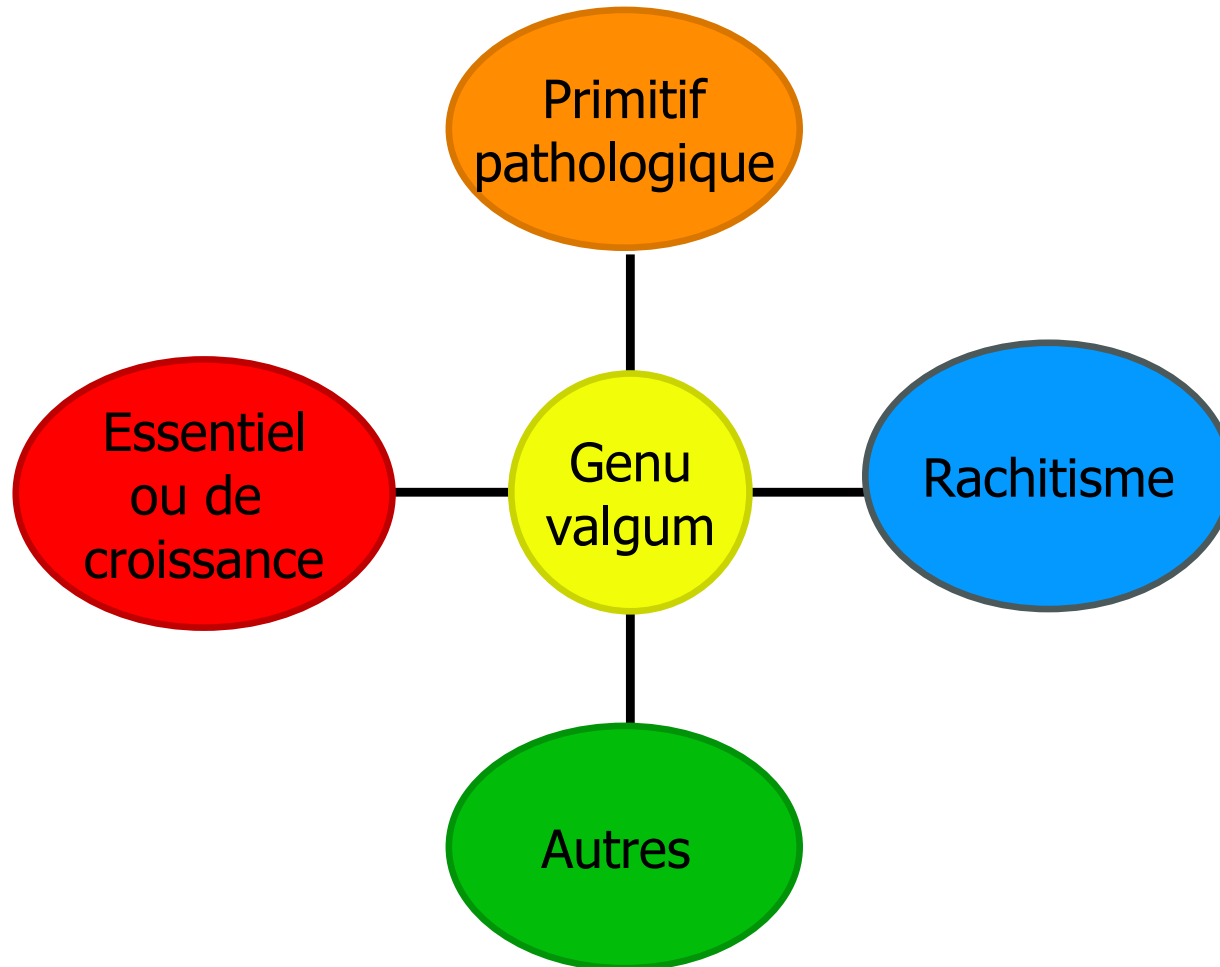 Primitif
pathologique
Essentiel
ou de
croissance
Genu
valgum
Rachitisme
Autres